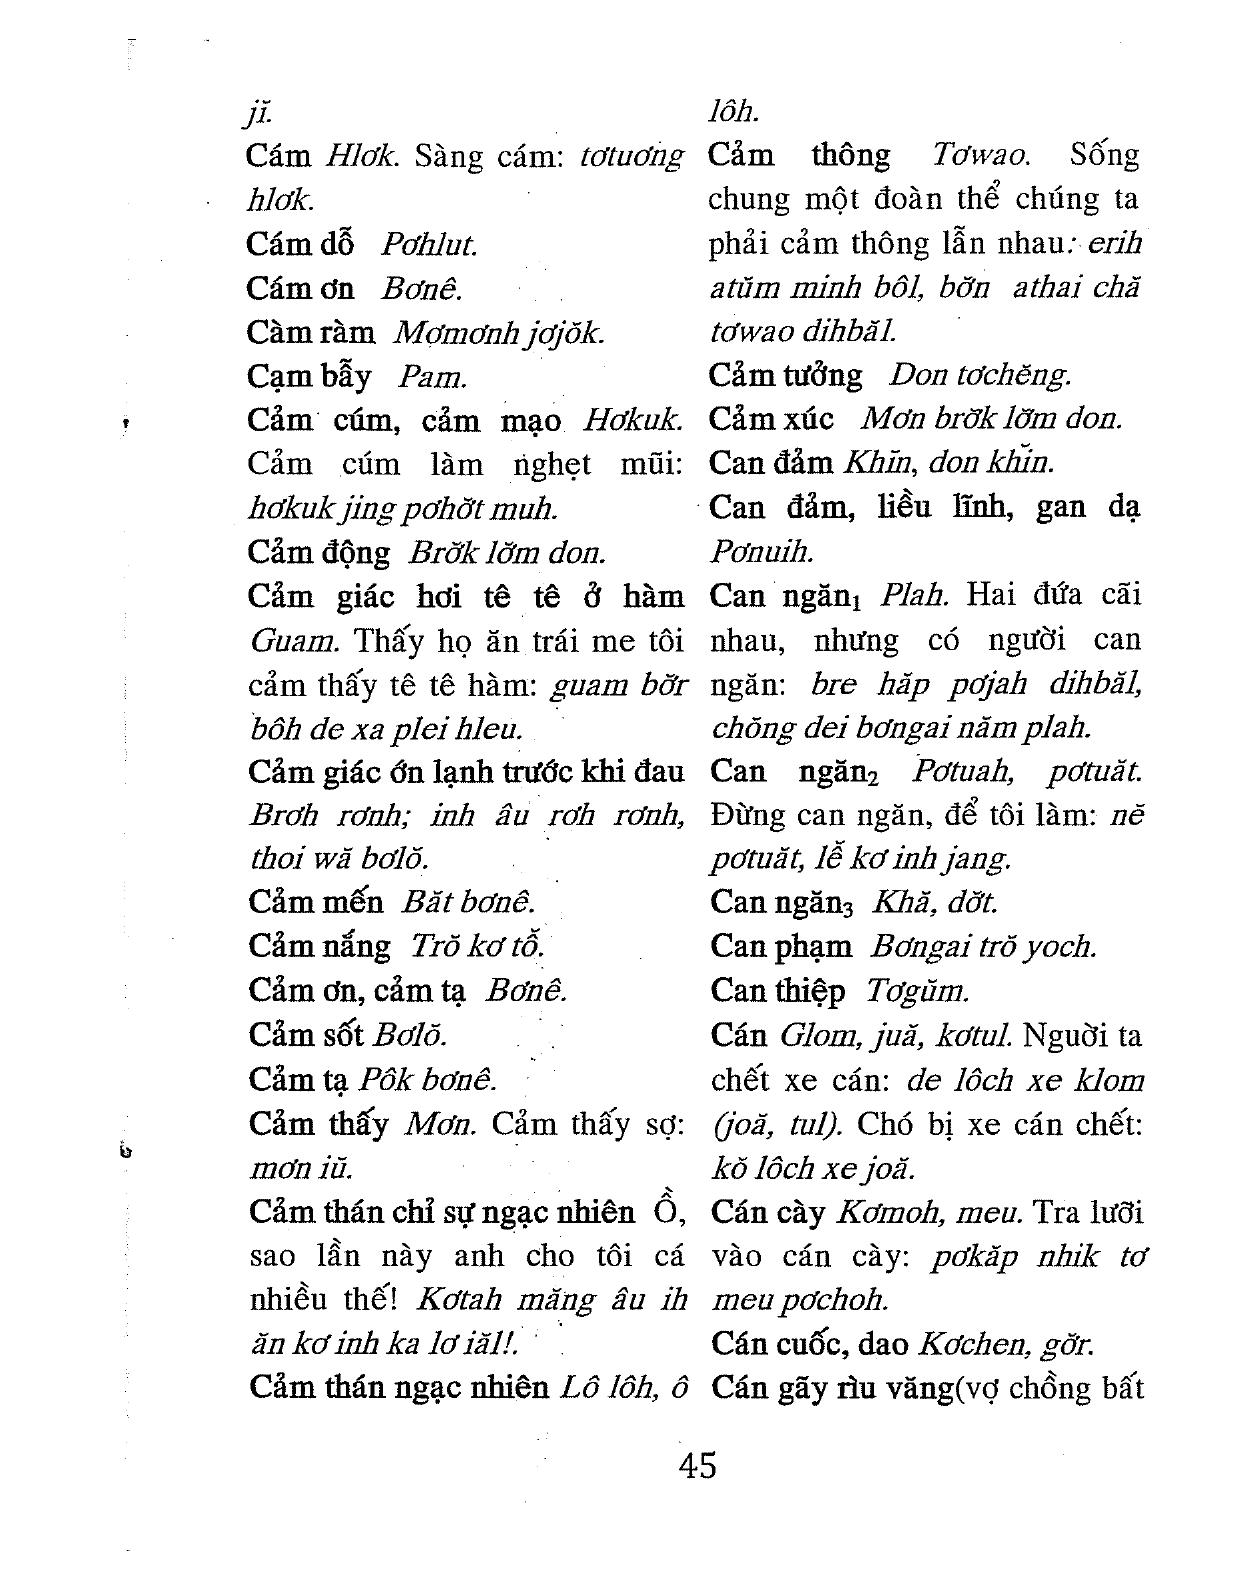 jĭ.
Cám Hlơk. Sàng cám: tơtuơng
hlơk.
Cám dỗ Pơhlut.
Cám ơn Bơnê.
Càm ràm Mơmơnh jơjŏk.
Cạm bẫy Pam.
Cảm cúm, cảm mạo Hơkuk.
Cảm cúm làm nghẹt mũi:
hơkuk jing pơhơ̆t muh.
Cảm động Brơ̆k lơ̆m don.
Cảm giác hơi tê tê ở hàm
Guam. Thấy họ ăn trái me tôi
cảm thấy tê tê hàm: guam bơ̆r
bôh de xa plei hleu.
Cảm giác ớn lạnh trước khi đau
Brơh rơnh; inh âu rơh rơnh,
thoi wă bơlŏ.
Cảm mến Băt bơnê.
Cảm nắng Trŏ kơ tô̆.
Cảm ơn, cảm tạ Bơnê.
Cảm sốt Bơlŏ.
Cảm tạ Pôk bơnê.
Cảm thấy Mơn. Cảm thấy sợ:
mơn iŭ.
Cảm thán chỉ sự ngạc nhiên Ồ,
sao lần này anh cho tôi cá
nhiều thế! Kơtah măng âu ih
ăn kơ inh ka lơ iăl!.
Cảm thán ngạc nhiên Lô lôh, ô
lôh.
Cảm thông Tơwao. Sống
chung một đoàn thể chúng ta
phải cảm thông lẫn nhau: erih
atŭm minh bôl, bơ̆n athai chă
tơwao dihbăl.
Cảm tưởng Don tơchĕng.
Cảm xúc Mơn brơ̆k lơ̆m don.
Can đảm Khĭn, don khĭn.
Can đảm, liều lĩnh, gan dạ
Pơnuih.
Can ngăn₁ Plah. Hai đứa cãi
nhau, nhưng có người can
ngăn: bre hăp pơjah dihbăl,
chŏng dei bơngai năm plah.
Can ngăn₂ Pơtuah, pơtuăt.
Đừng can ngăn, để tôi làm: nĕ
pơtuăt, lê̆ kơ inh jang.
Can ngăn₃ Khă, dơ̆t.
Can phạm Bơngai trŏ yoch.
Can thiệp Tơgŭm.
Cán Glom, juă, kơtul. Người ta
chết xe cán: de lôch xe klom
(joă, tul). Chó bị xe cán chết:
kŏ lôch xe joă.
Cán cày Kơmoh, meu. Tra lưỡi
vào cán cày: pơkăp nhik tơ
meu pơchoh.
Cán cuốc, dao Kơchen, gơ̆r.
Cán gãy rìu văng(vợ chồng bất
45